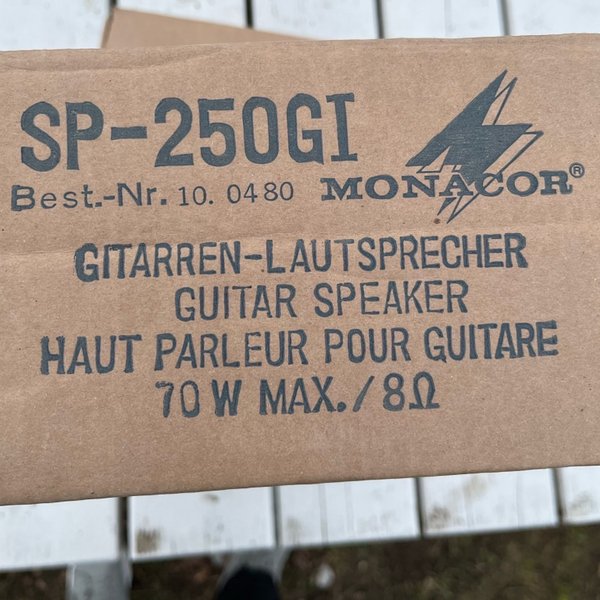 SP-250GI
Best.-Nr. 10. 0480 MONACOR®
GITARREN-LAUTSPRECHER
GUITAR SPEAKER
HAUT PARLEUR POUR GUITARE
70 W MAX./8Ω